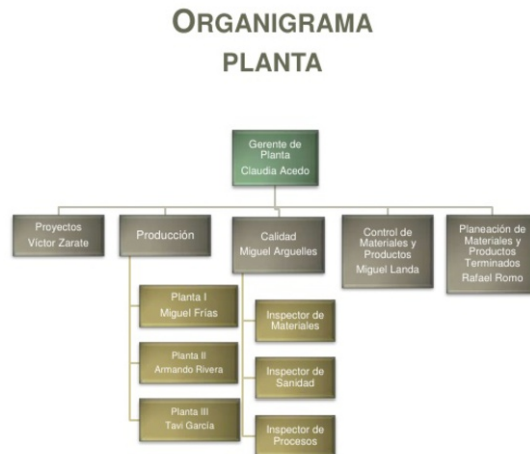 ORGANIGRAMA
PLANTA
Gerente de
Planta
Claudia Acedo
Proyectos
Víctor Zarate
Producción
Calidad
Miguel Arguelles
Control de
Materiales y
Productos
Miguel Landa
Planeación de
Materiales y
Productos
Terminados
Rafael Romo
Planta I
Miguel Frías
Planta II
Armando Rivera
Planta III
Tavi García
Inspector de
Materiales
Inspector de
Sanidad
Inspector de
Procesos